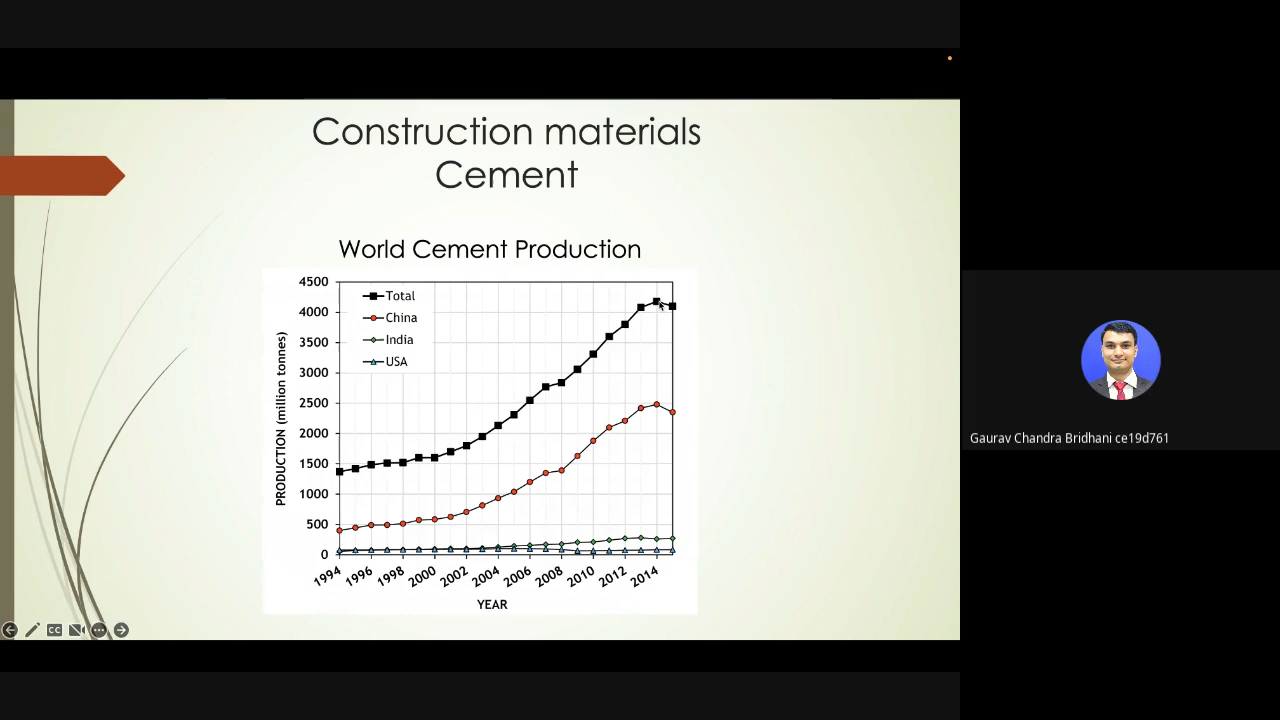 Construction materials
Cement
World Cement Production
4500
4000
3500
3000
2500
2000
1500
1000
500
0
Total
China
India
USA
PRODUCTION (million tonnes)
1994 1996 1998 2000 2002 2004 2006 2008 2010 2012 2014
YEAR
CC
Gaurav Chandra Bridhani ce19d761